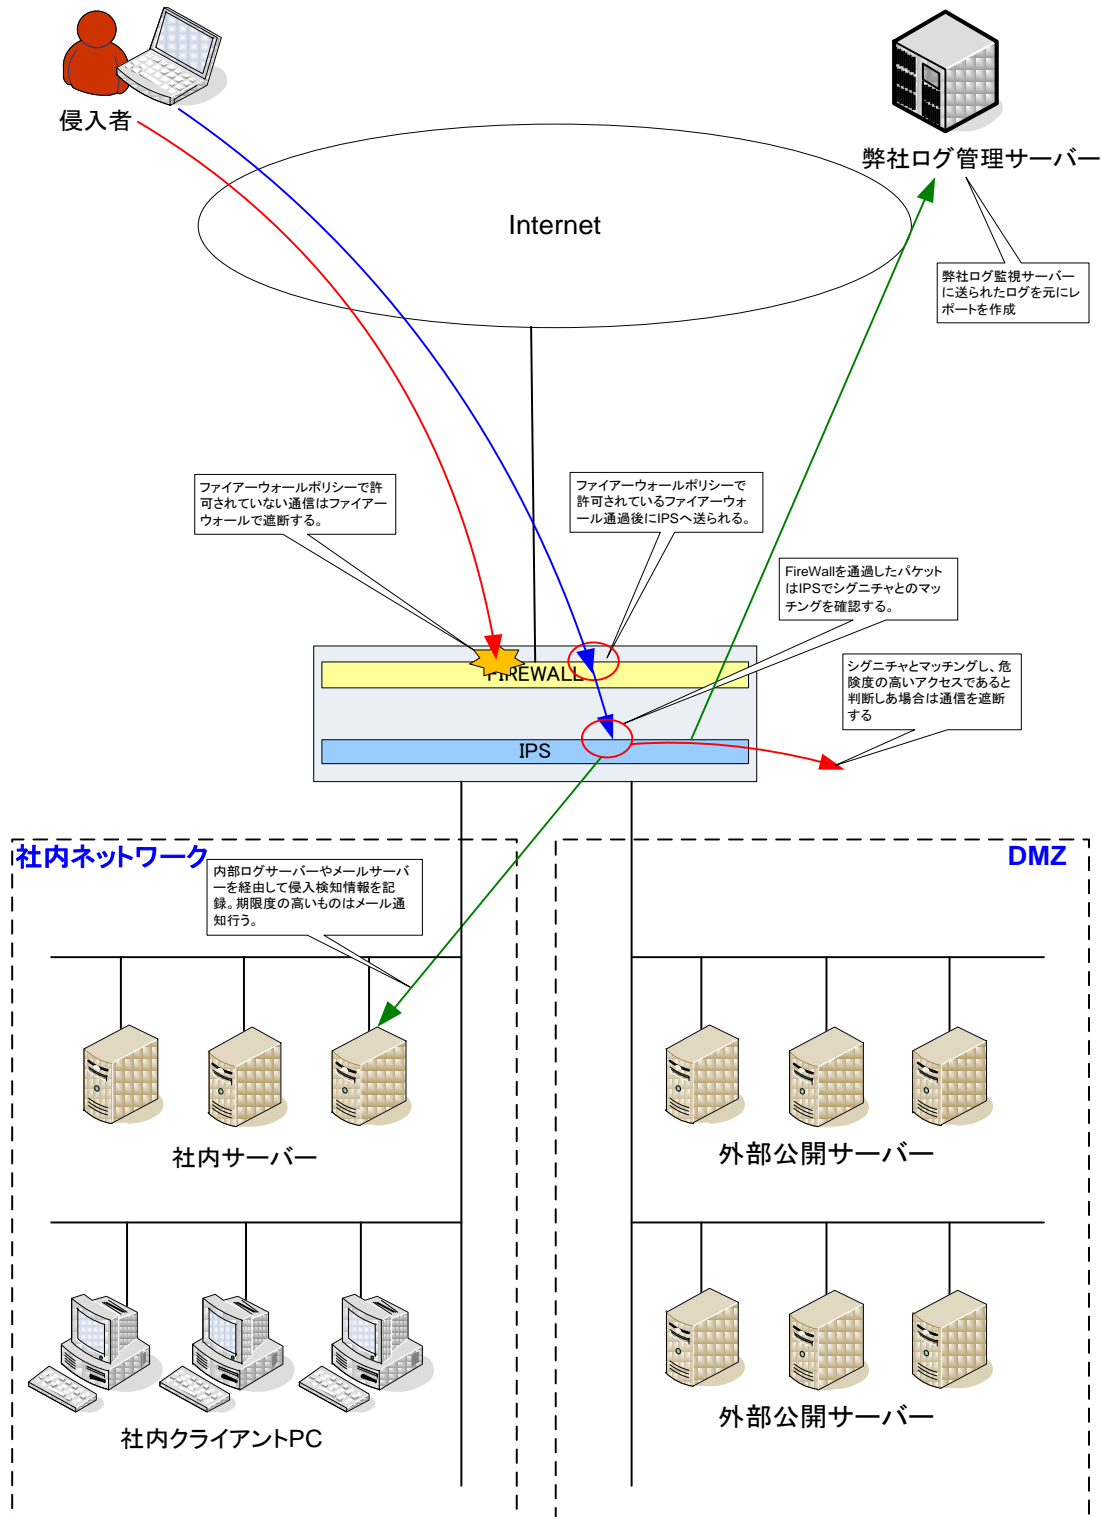 侵入者
弊社ログ管理サーバー
Internet
弊社ログ監視サーバー
に送られたログを元にレ
ポートを作成
ファイアーウォールポリシーで許
可されていない通信はファイアー
ウォールで遮断する。
ファイアーウォールポリシーで
許可されているファイアーウォ
ール通過後にIPSへ送られる。
FireWallを通過したパケット
はIPSでシグニチャとのマッ
チングを確認する。
シグニチャとマッチングし、危
険度の高いアクセスであると
判断しあ場合は通信を遮断
する
FIREWALL
IPS
社内ネットワーク
DMZ
内部ログサーバーやメールサーバ
ーを経由して侵入検知情報を記
録。期限度の高いものはメール通
知行う。
社内サーバー
外部公開サーバー
社内クライアントPC
外部公開サーバー